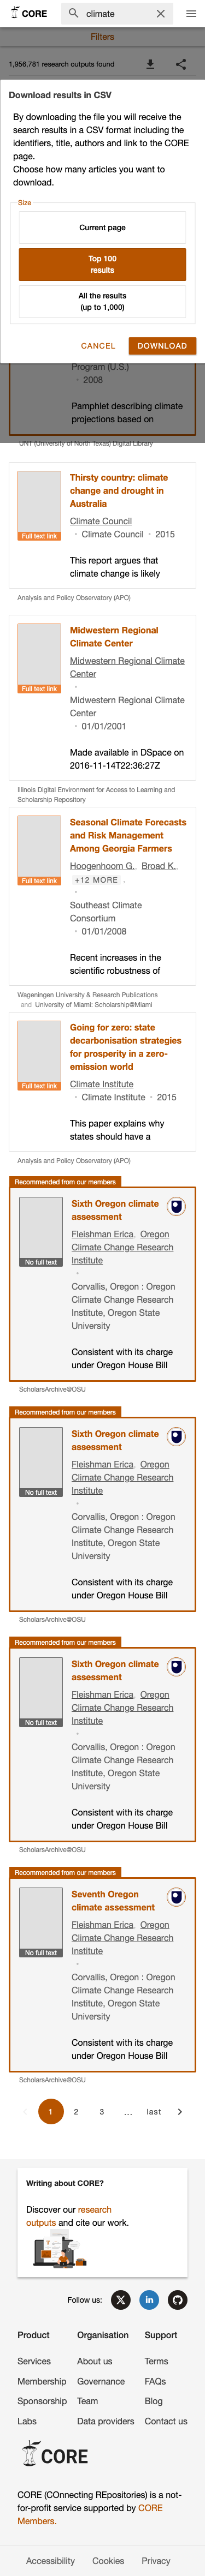 CORE
climate
Filters
1,956,781 research outputs found
Download results in CSV
By downloading the file you will receive the
search results in a CSV format including the
identifiers, title, authors and link to the CORE
page.
Choose how many articles you want to
download.
Size
Current page
Top 100
results
All the results
(up to 1,000)
CANCEL
DOWNLOAD
Program (U.S.)
· 2008
Pamphlet describing climate
projections based on
UNT (University of North Texas) Digital Library
Thirsty country: climate
change and drought in
Australia
Climate Council
· Climate Council · 2015
Full text link
This report argues that
climate change is likely
Analysis and Policy Observatory (APO)
Midwestern Regional
Climate Center
Midwestern Regional Climate
Center
·
Full text link
Midwestern Regional Climate
Center
· 01/01/2001
Made available in DSpace on
2016-11-14T22:36:27Z
Illinois Digital Environment for Access to Learning and
Scholarship Repository
Seasonal Climate Forecasts
and Risk Management
Among Georgia Farmers
Hoogenhoom G., Broad K.,
+12 MORE .
Full text link
·
Southeast Climate
Consortium
· 01/01/2008
Recent increases in the
scientific robustness of
Wageningen University & Research Publications
and University of Miami: Scholarship@Miami
Going for zero: state
decarbonisation strategies
for prosperity in a zero-
emission world
Climate Institute
Full text link
· Climate Institute · 2015
This paper explains why
states should have a
Analysis and Policy Observatory (APO)
Recommended from our members
Sixth Oregon climate
assessment
Fleishman Erica, Oregon
Climate Change Research
Institute
No full text
·
Corvallis, Oregon : Oregon
Climate Change Research
Institute, Oregon State
University
Consistent with its charge
under Oregon House Bill
ScholarsArchive@OSU
Recommended from our members
Sixth Oregon climate
assessment
Fleishman Erica, Oregon
Climate Change Research
Institute
No full text
·
Corvallis, Oregon : Oregon
Climate Change Research
Institute, Oregon State
University
Consistent with its charge
under Oregon House Bill
ScholarsArchive@OSU
Recommended from our members
Sixth Oregon climate
assessment
Fleishman Erica, Oregon
Climate Change Research
Institute
No full text
·
Corvallis, Oregon : Oregon
Climate Change Research
Institute, Oregon State
University
Consistent with its charge
under Oregon House Bill
ScholarsArchive@OSU
Recommended from our members
Seventh Oregon
climate assessment
Fleishman Erica, Oregon
Climate Change Research
Institute
No full text
·
Corvallis, Oregon : Oregon
Climate Change Research
Institute, Oregon State
University
Consistent with its charge
under Oregon House Bill
ScholarsArchive@OSU
1 2 3 ... last
Writing about CORE?
Discover our research
outputs and cite our work.
Follow us:
Product Organisation Support
Services About us Terms
Membership Governance FAQs
Sponsorship Team Blog
Labs Data providers Contact us
CORE
CORE (COnnecting REpositories) is a not-
for-profit service supported by CORE
Members.
Accessibility Cookies Privacy